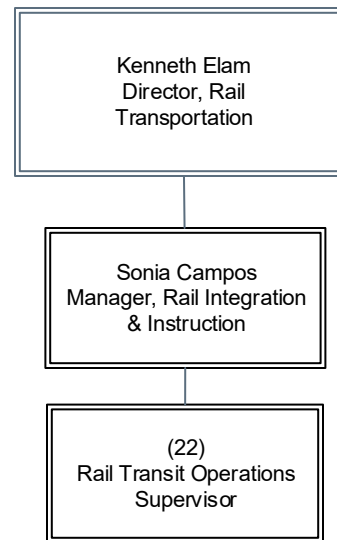 Kenneth Elam
Director, Rail
Transportation
Sonia Campos
Manager, Rail Integration
& Instruction
(22)
Rail Transit Operations
Supervisor